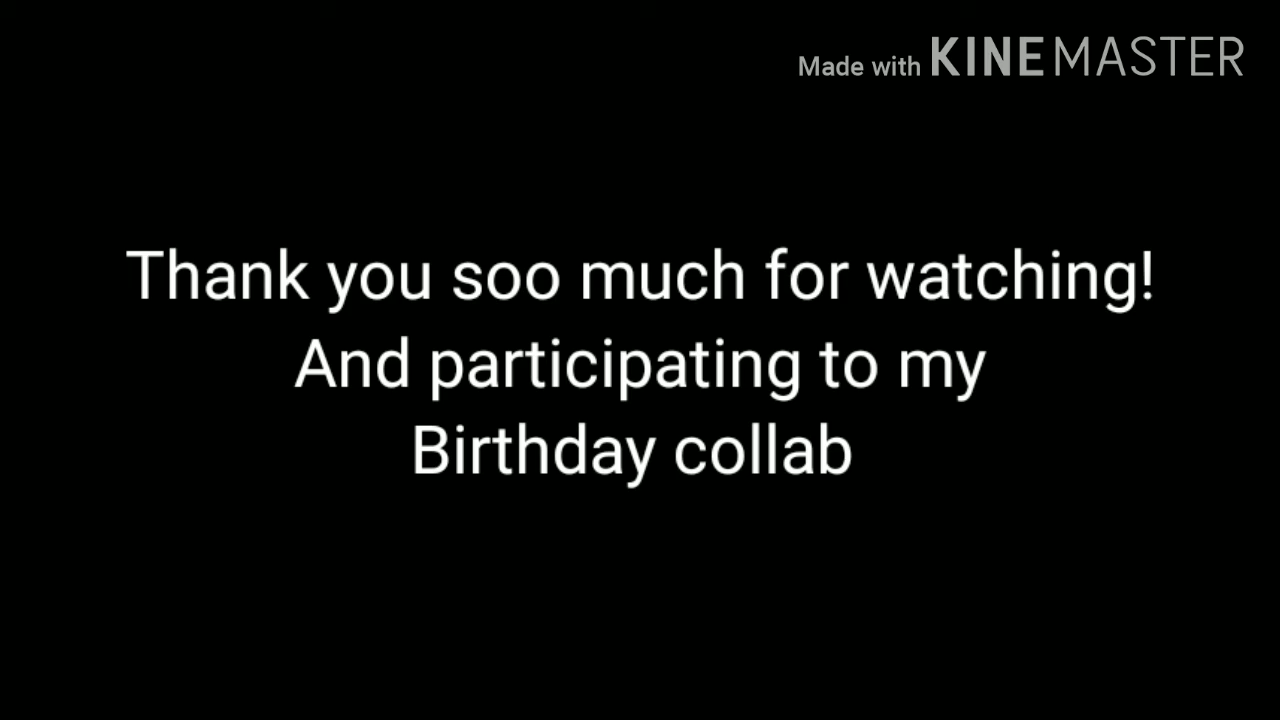 Made with KINEMASTER
Thank you soo much for watching!
And participating to my
Birthday collab